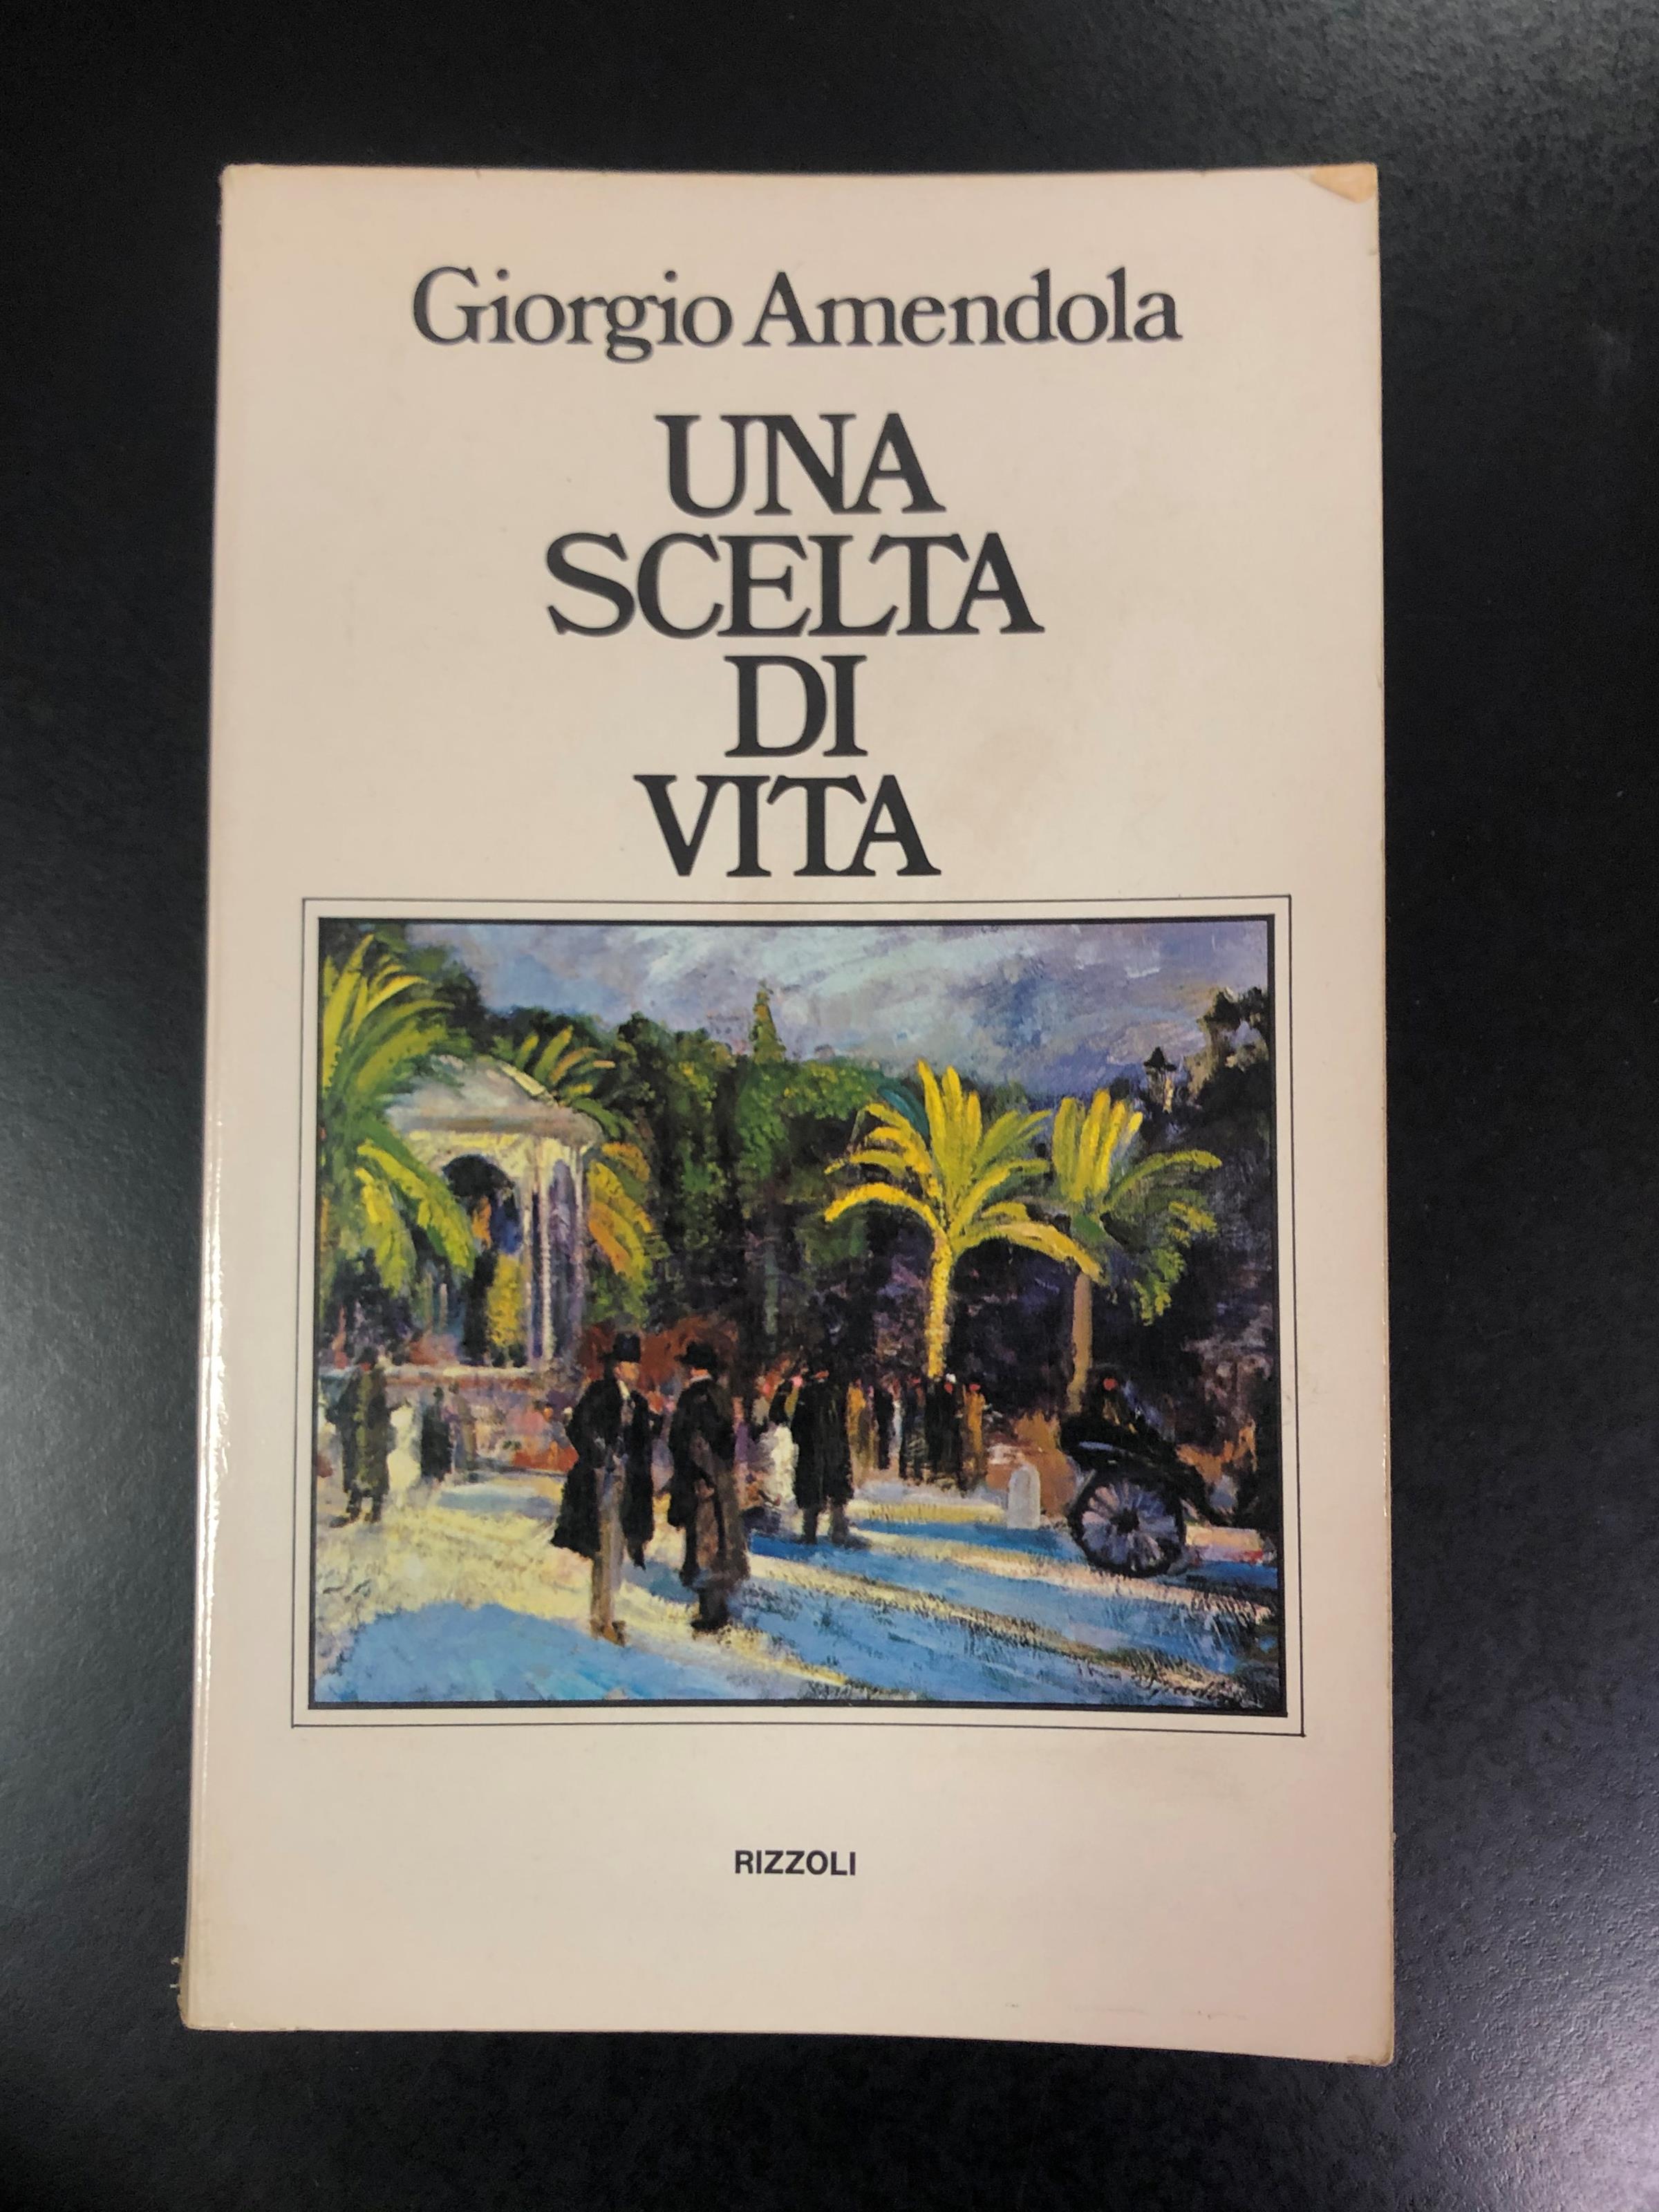 Giorgio Amendola
UNA
SCELTA
DI
VITA
RIZZOLI